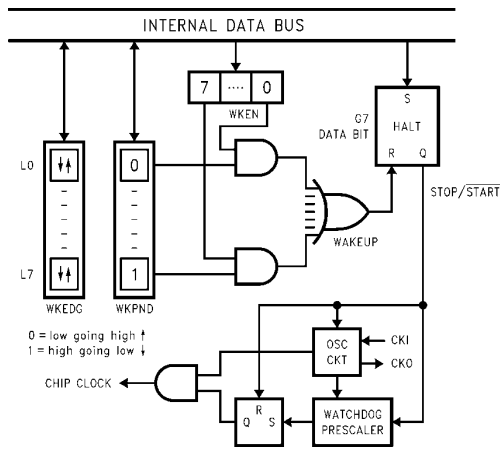 INTERNAL DATA BUS
7 .... 0
WKEN
G7
DATA BIT
S
HALT
R Q
L0
0
STOP/START
WAKEUP
L7
1
WKEDG WKPND
0 = low going high ↑
1 = high going low ↓
OSC
CKT
CKI
CKO
CHIP CLOCK
R
Q S
WATCHDOG
PRESCALER